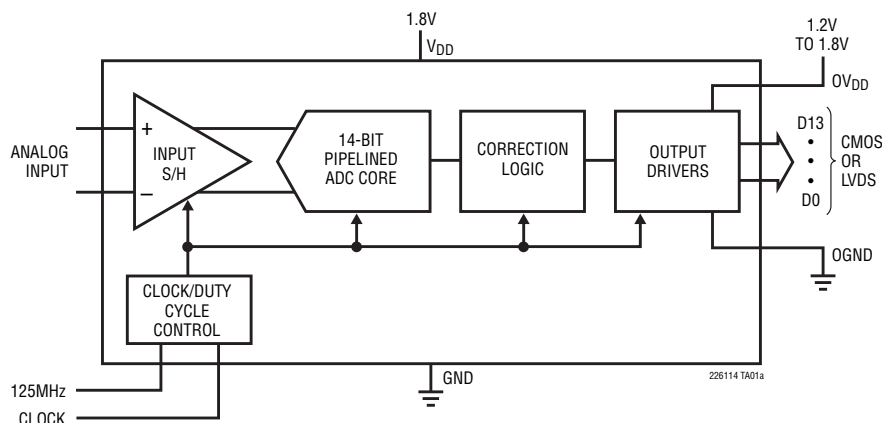 1.8V
VDD
1.2V
TO 1.8V
OVDD
ANALOG
INPUT
+
−
INPUT
S/H
14-BIT
PIPELINED
ADC CORE
CORRECTION
LOGIC
OUTPUT
DRIVERS
D13
•
•
•
D0
CMOS
OR
LVDS
OGND
CLOCK/DUTY
CYCLE
CONTROL
GND
226114 TA01a
125MHz
CLOCK